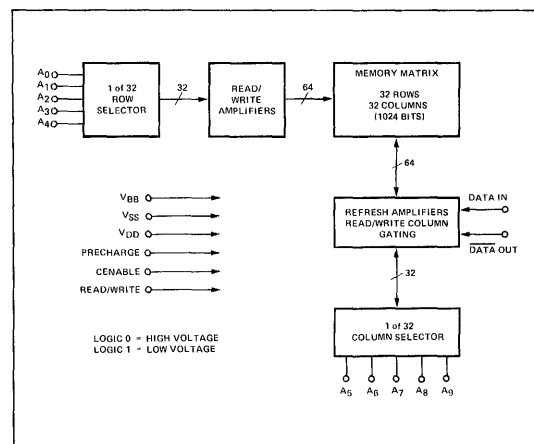 A0
A1
A2
A3
A4
1 of 32
ROW
SELECTOR
32
READ/
WRITE
AMPLIFIERS
64
MEMORY MATRIX
32 ROWS
32 COLUMNS
(1024 BITS)
64
VBB
VSS
VDD
PRECHARGE
CENABLE
READ/WRITE
REFRESH AMPLIFIERS
READ/WRITE COLUMN
GATING
DATA IN
DATA OUT
32
LOGIC 0 = HIGH VOLTAGE
LOGIC 1 = LOW VOLTAGE
1 of 32
COLUMN SELECTOR
A5 A6 A7 A8 A9